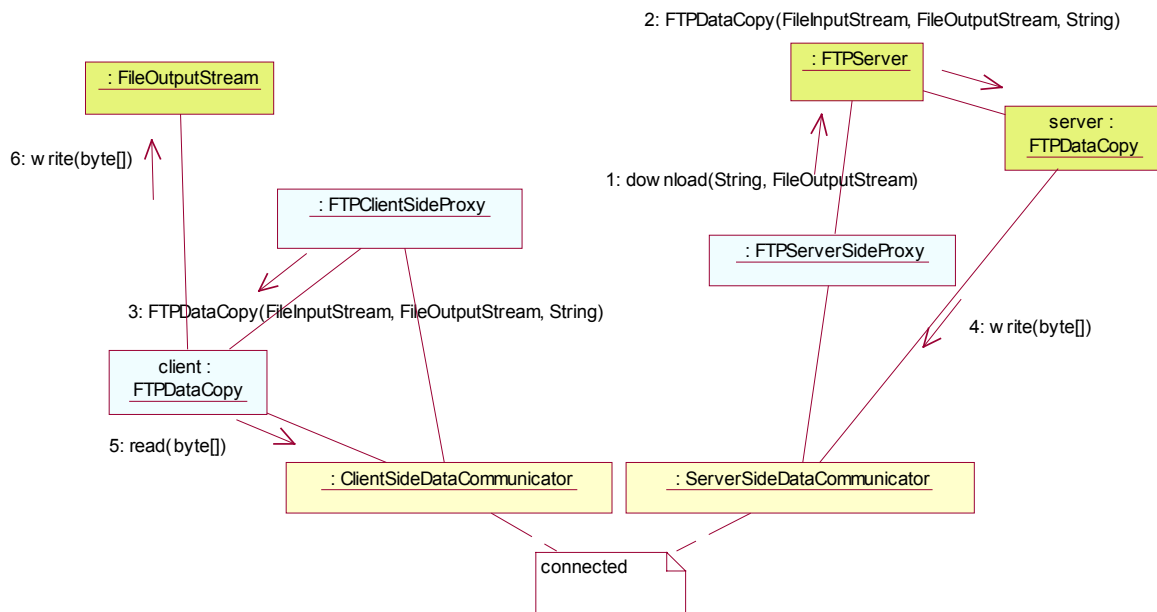 2: FTPDataCopy(FileInputStream, FileOutputStream, String)
: FTPServer
: FileOutputStream
server :
FTPDataCopy
6: w rite(byte[])
1: dow nload(String, FileOutputStream)
: FTPClientSideProxy
: FTPServerSideProxy
3: FTPDataCopy(FileInputStream, FileOutputStream, String)
4: w rite(byte[])
client :
FTPDataCopy
5: read(byte[])
: ClientSideDataCommunicator
: ServerSideDataCommunicator
connected